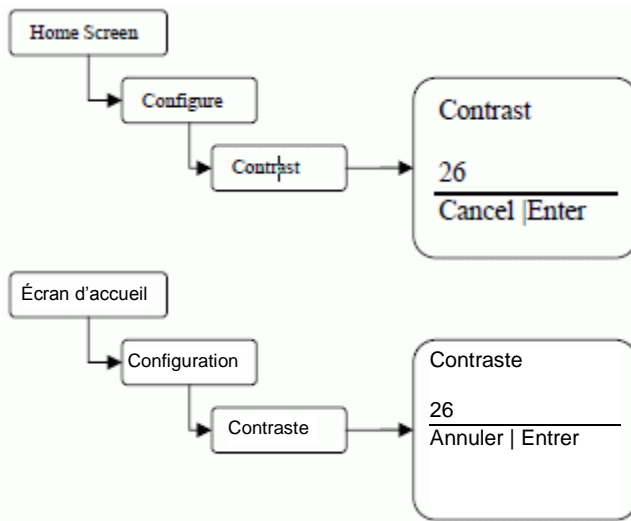 Home Screen
Configure
Contrast
Contrast
26
Cancel |Enter
Écran d’accueil
Configuration
Contraste
Contraste
26
Annuler | Entrer